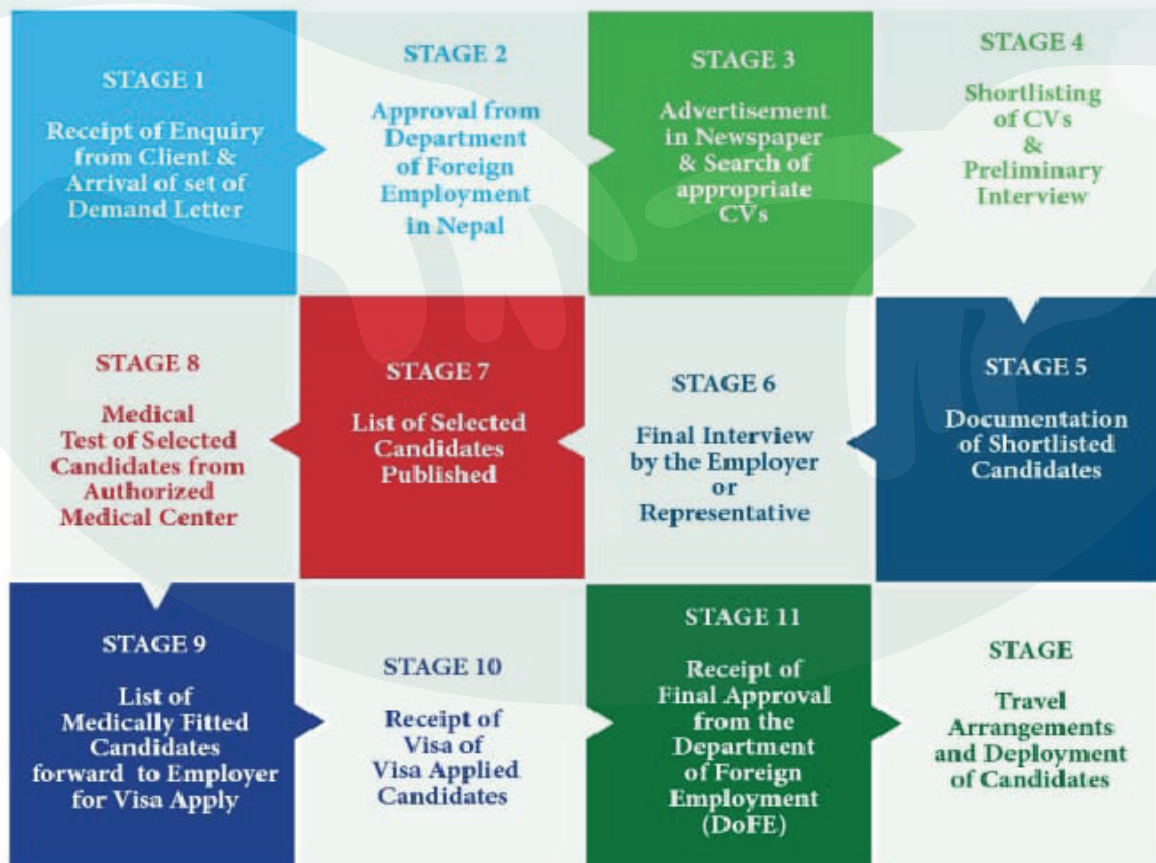 STAGE 1
Receipt of Enquiry
from Client &
Arrival of set of
Demand Letter
STAGE 2
Approval from
Department
of Foreign
Employment
in Nepal
STAGE 3
Advertisement
in Newspaper
& Search of
appropriate
CVs
STAGE 4
Shortlisting
of CVs
&
Preliminary
Interview
STAGE 5
Documentation
of Shortlisted
Candidates
STAGE 6
Final Interview
by the Employer
or
Representative
STAGE 7
List of Selected
Candidates
Published
STAGE 8
Medical
Test of Selected
Candidates from
Authorized
Medical Center
STAGE 9
List of
Medically Fitted
Candidates
forward to Employer
for Visa Apply
STAGE 10
Receipt of
Visa of
Visa Applied
Candidates
STAGE 11
Receipt of
Final Approval
from the
Department
of Foreign
Employment
(DoFE)
STAGE
Travel
Arrangements
and Deployment
of Candidates